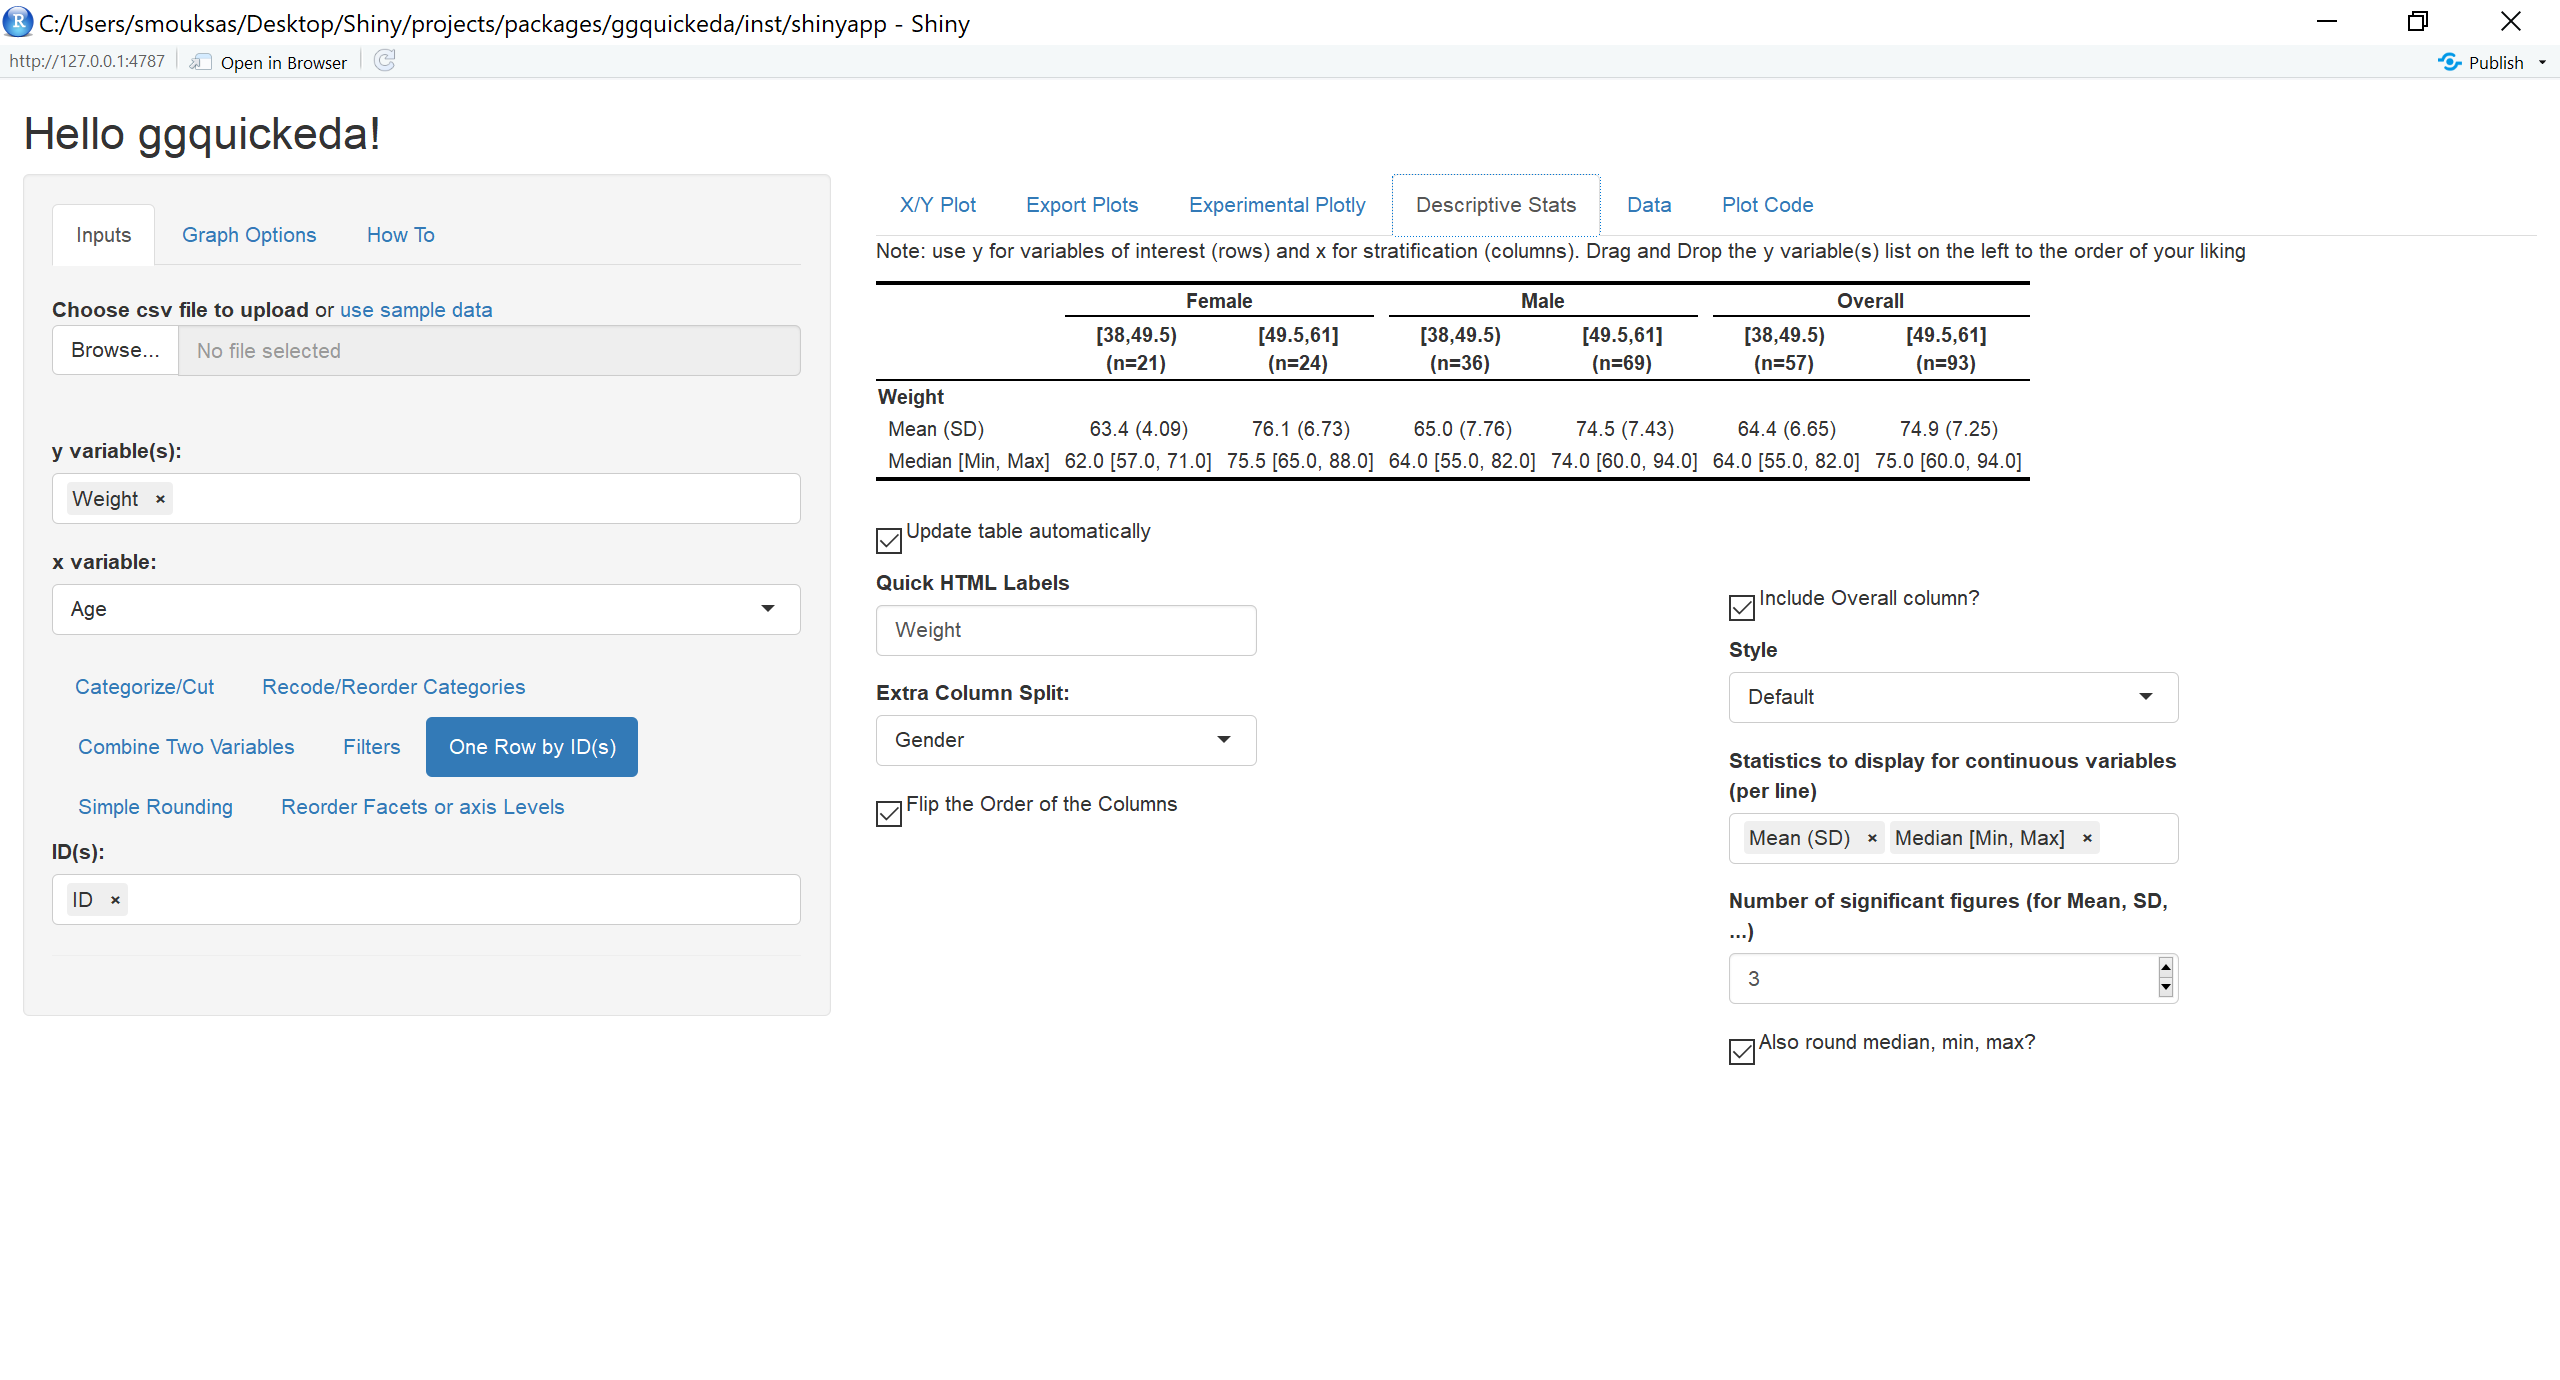 C:/Users/smouksas/Desktop/Shiny/projects/packages/ggquickeda/inst/shinyapp - Shiny
http://127.0.0.1:4787 Open in Browser Publish
Hello ggquickeda!
Inputs Graph Options How To
Choose csv file to upload or use sample data
Browse... No file selected
y variable(s):
Weight ×
x variable:
Age
Categorize/Cut Recode/Reorder Categories
Combine Two Variables Filters One Row by ID(s)
Simple Rounding Reorder Facets or axis Levels
ID(s):
ID ×
X/Y Plot Export Plots Experimental Plotly Descriptive Stats Data Plot Code
Note: use y for variables of interest (rows) and x for stratification (columns). Drag and Drop the y variable(s) list on the left to the order of your liking
Female Male Overall
[38,49.5) [49.5,61] [38,49.5) [49.5,61] [38,49.5) [49.5,61]
(n=21) (n=24) (n=36) (n=69) (n=57) (n=93)
Weight
Mean (SD) 63.4 (4.09) 76.1 (6.73) 65.0 (7.76) 74.5 (7.43) 64.4 (6.65) 74.9 (7.25)
Median [Min, Max] 62.0 [57.0, 71.0] 75.5 [65.0, 88.0] 64.0 [55.0, 82.0] 74.0 [60.0, 94.0] 64.0 [55.0, 82.0] 75.0 [60.0, 94.0]
Update table automatically
Quick HTML Labels
Weight
Extra Column Split:
Gender
Flip the Order of the Columns
Include Overall column?
Style
Default
Statistics to display for continuous variables
(per line)
Mean (SD) × Median [Min, Max] ×
Number of significant figures (for Mean, SD,
...)
3
Also round median, min, max?